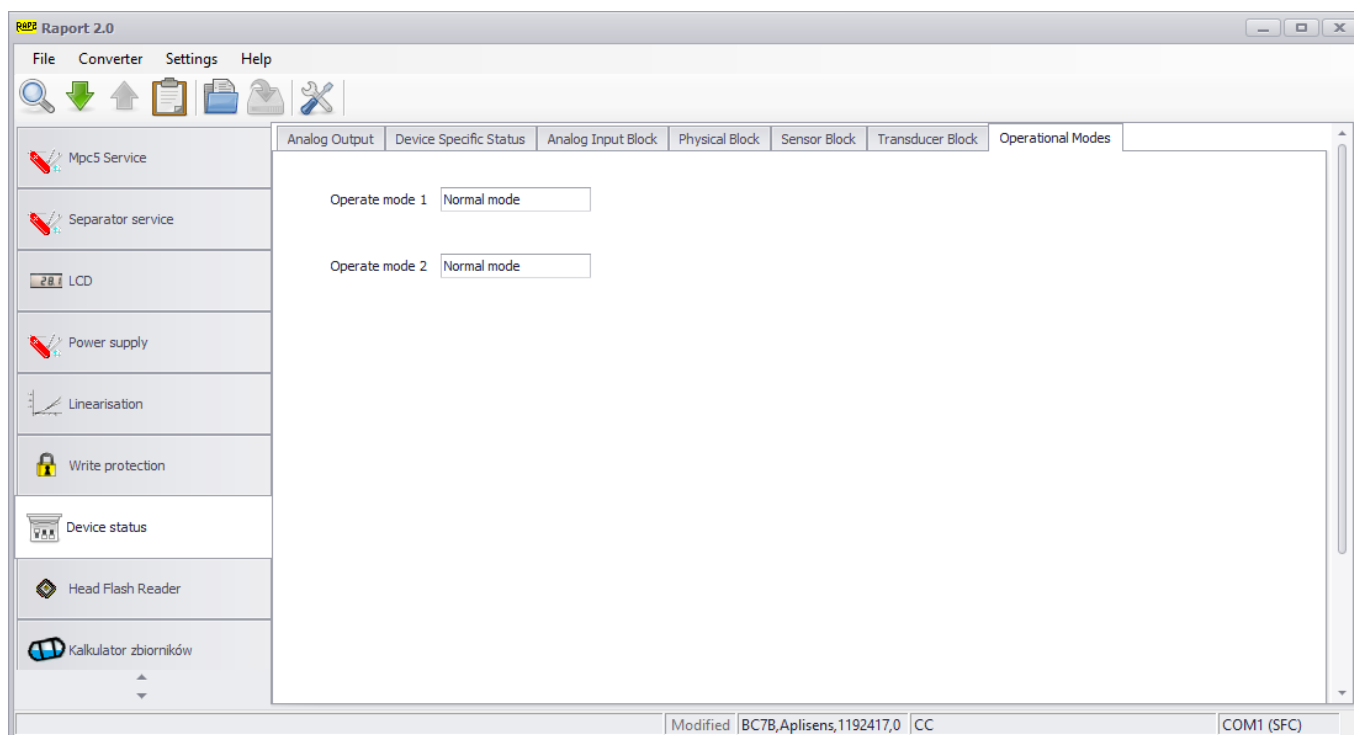 RAP2 Raport 2.0
File Converter Settings Help
Analog Output Device Specific Status Analog Input Block Physical Block Sensor Block Transducer Block Operational Modes
Mpc5 Service
Separator service
28.1 LCD
Power supply
Linearisation
Write protection
Device status
Head Flash Reader
Kalkulator zbiorników
Operate mode 1 Normal mode
Operate mode 2 Normal mode
Modified BC7B,Aplisens,1192417,0 CC COM1 (SFC)